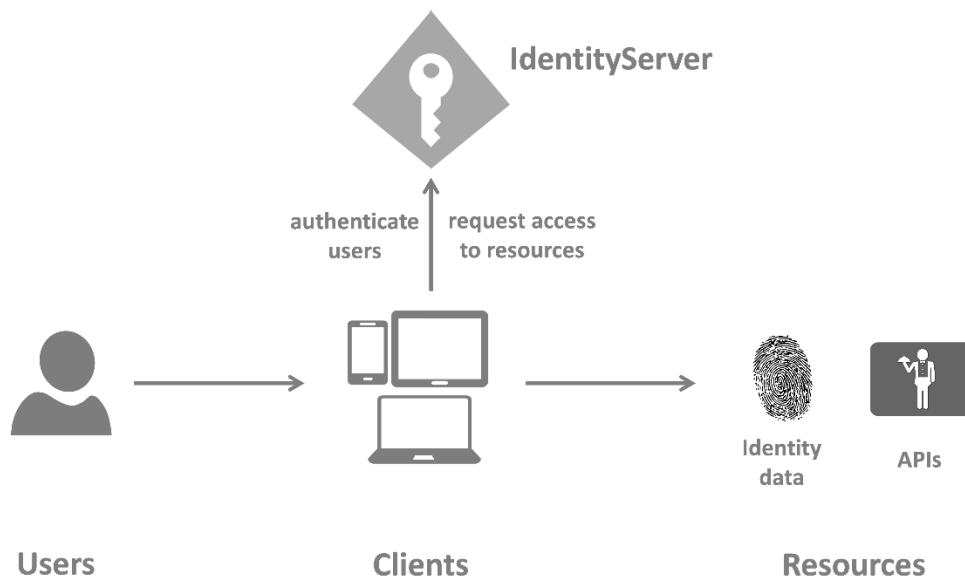 IdentityServer
authenticate
users
request access
to resources
Identity
data
APIs
Users
Clients
Resources